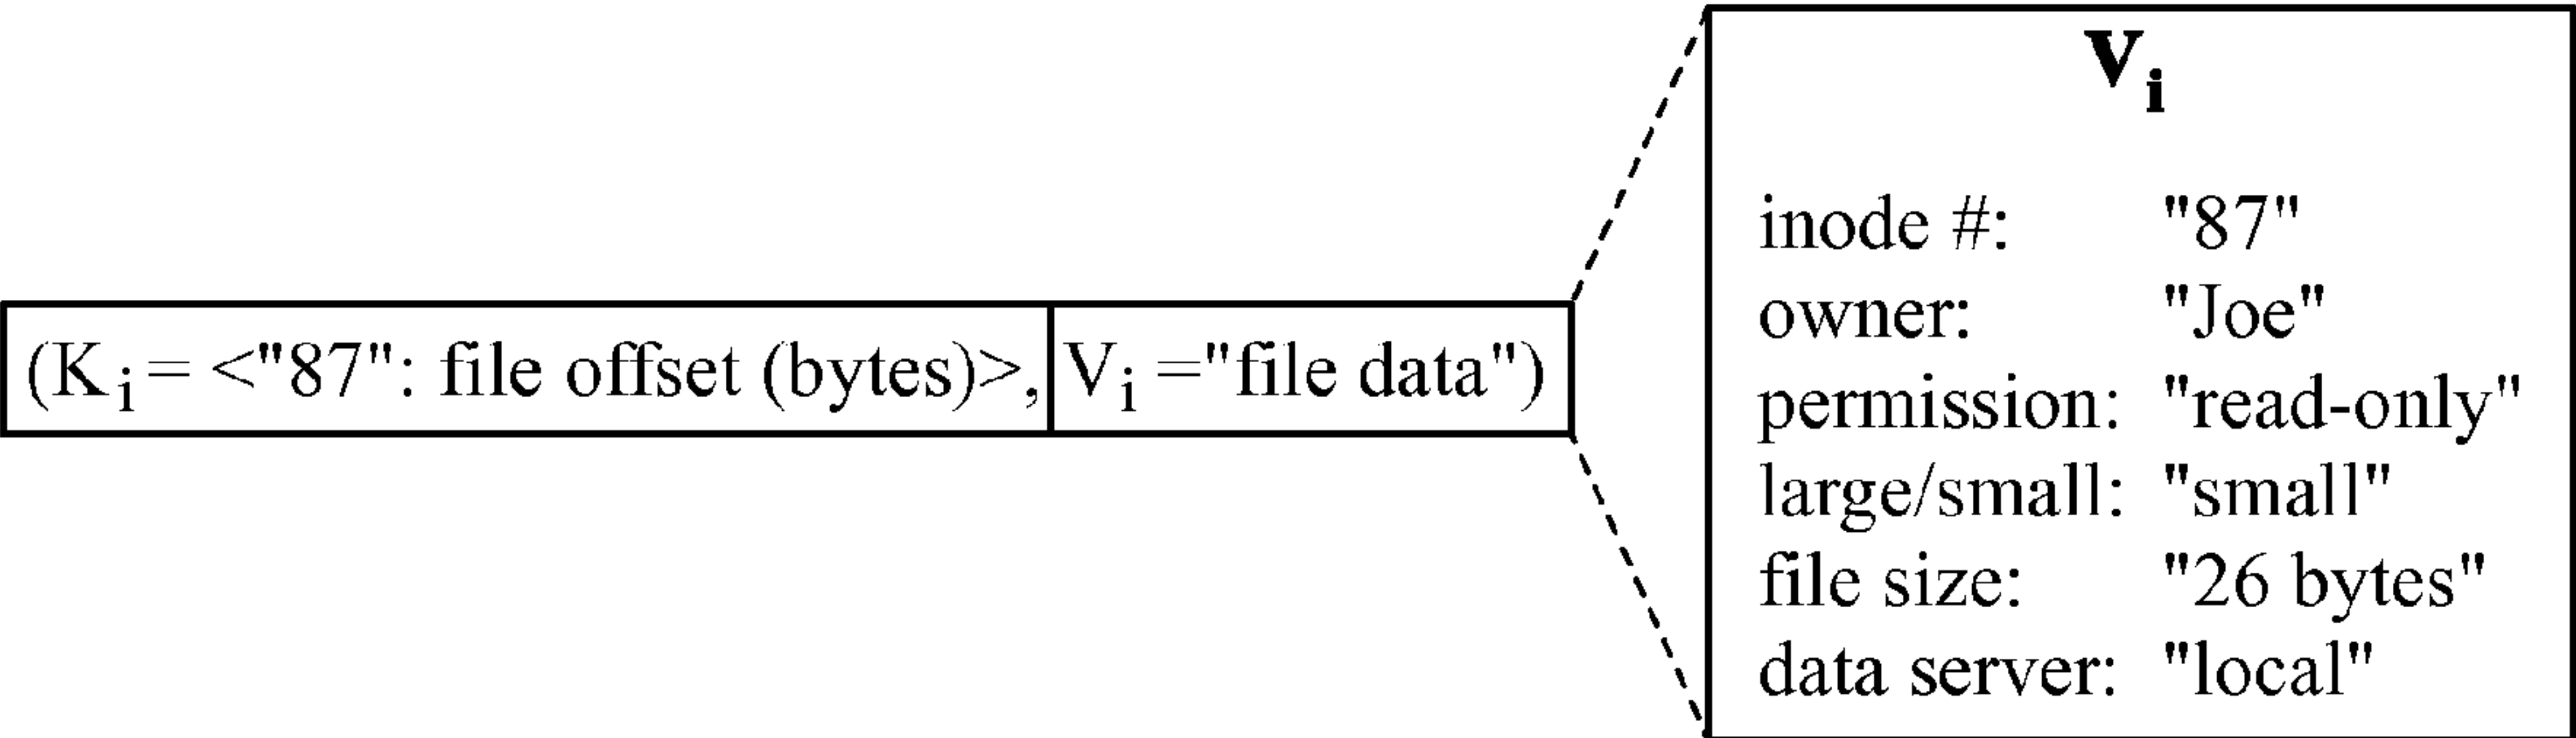 (Ki = <"87": file offset (bytes)>, Vi ="file data")
Vi
inode #: "87"
owner: "Joe"
permission: "read-only"
large/small: "small"
file size: "26 bytes"
data server: "local"